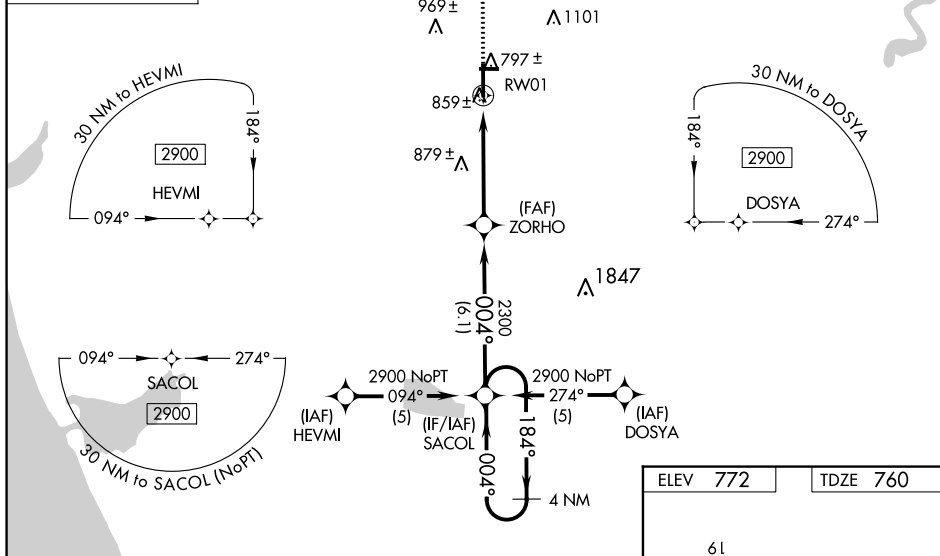 969 ±
1101
797 ±
RW01
859 ±
879 ±
30 NM to HEVMI
184°
2900
HEVMI
094°
30 NM to DOSYA
184°
2900
DOSYA
274°
(FAF)
ZORHO
1847
2300
004°
(6.1)
094°
274°
SACOL
2900
30 NM to SACOL (NoPT)
2900 NoPT
094°
(5)
(IAF)
HEVMI
(IF/IAF)
SACOL
2900 NoPT
274°
(5)
(IAF)
DOSYA
184°
004°
4 NM
ELEV 772
TDZE 760
19